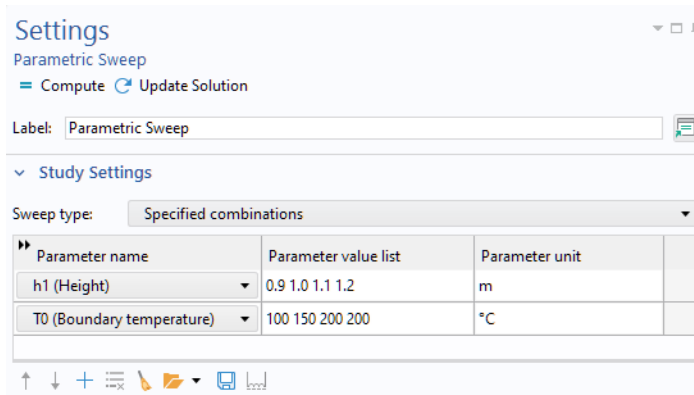 Settings
Parametric Sweep
= Compute Update Solution
Label: Parametric Sweep
Study Settings
Sweep type: Specified combinations
Parameter name Parameter value list Parameter unit
h1 (Height) 0.9 1.0 1.1 1.2 m
T0 (Boundary temperature) 100 150 200 200 °C